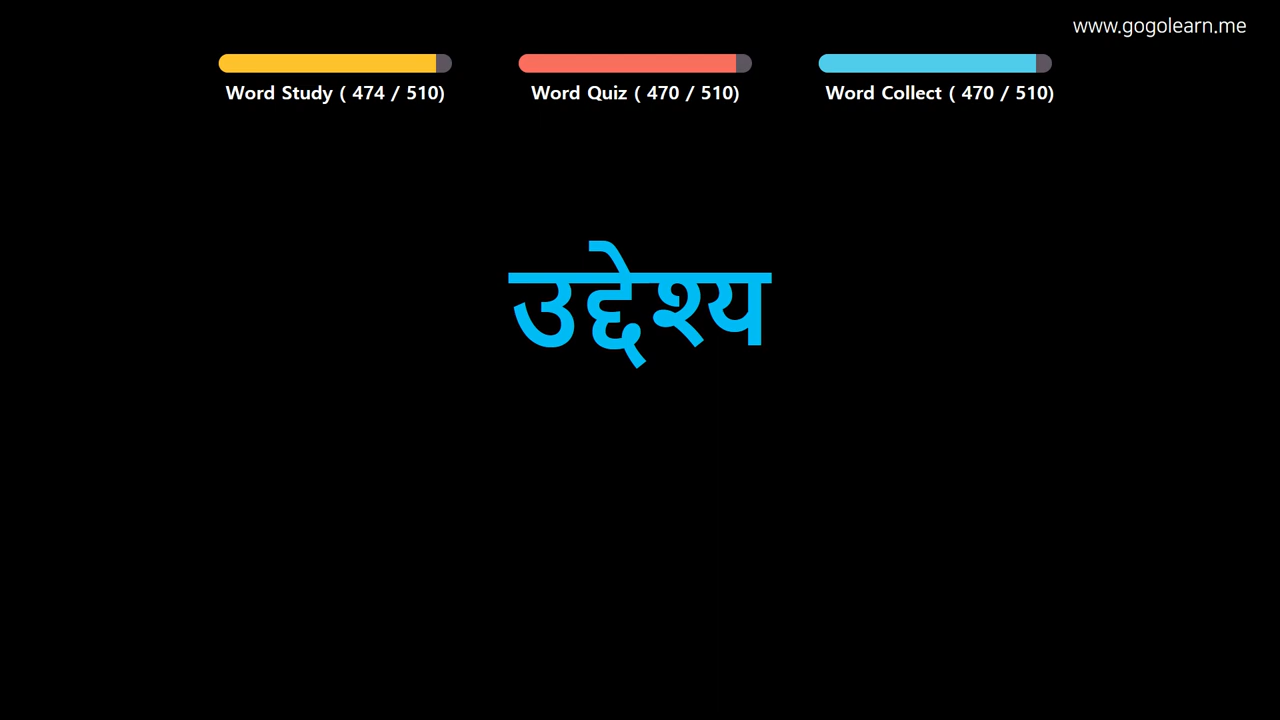 www.gogolearn.me
Word Study ( 474 / 510)
Word Quiz ( 470 / 510)
Word Collect ( 470 / 510)
उद्देश्य